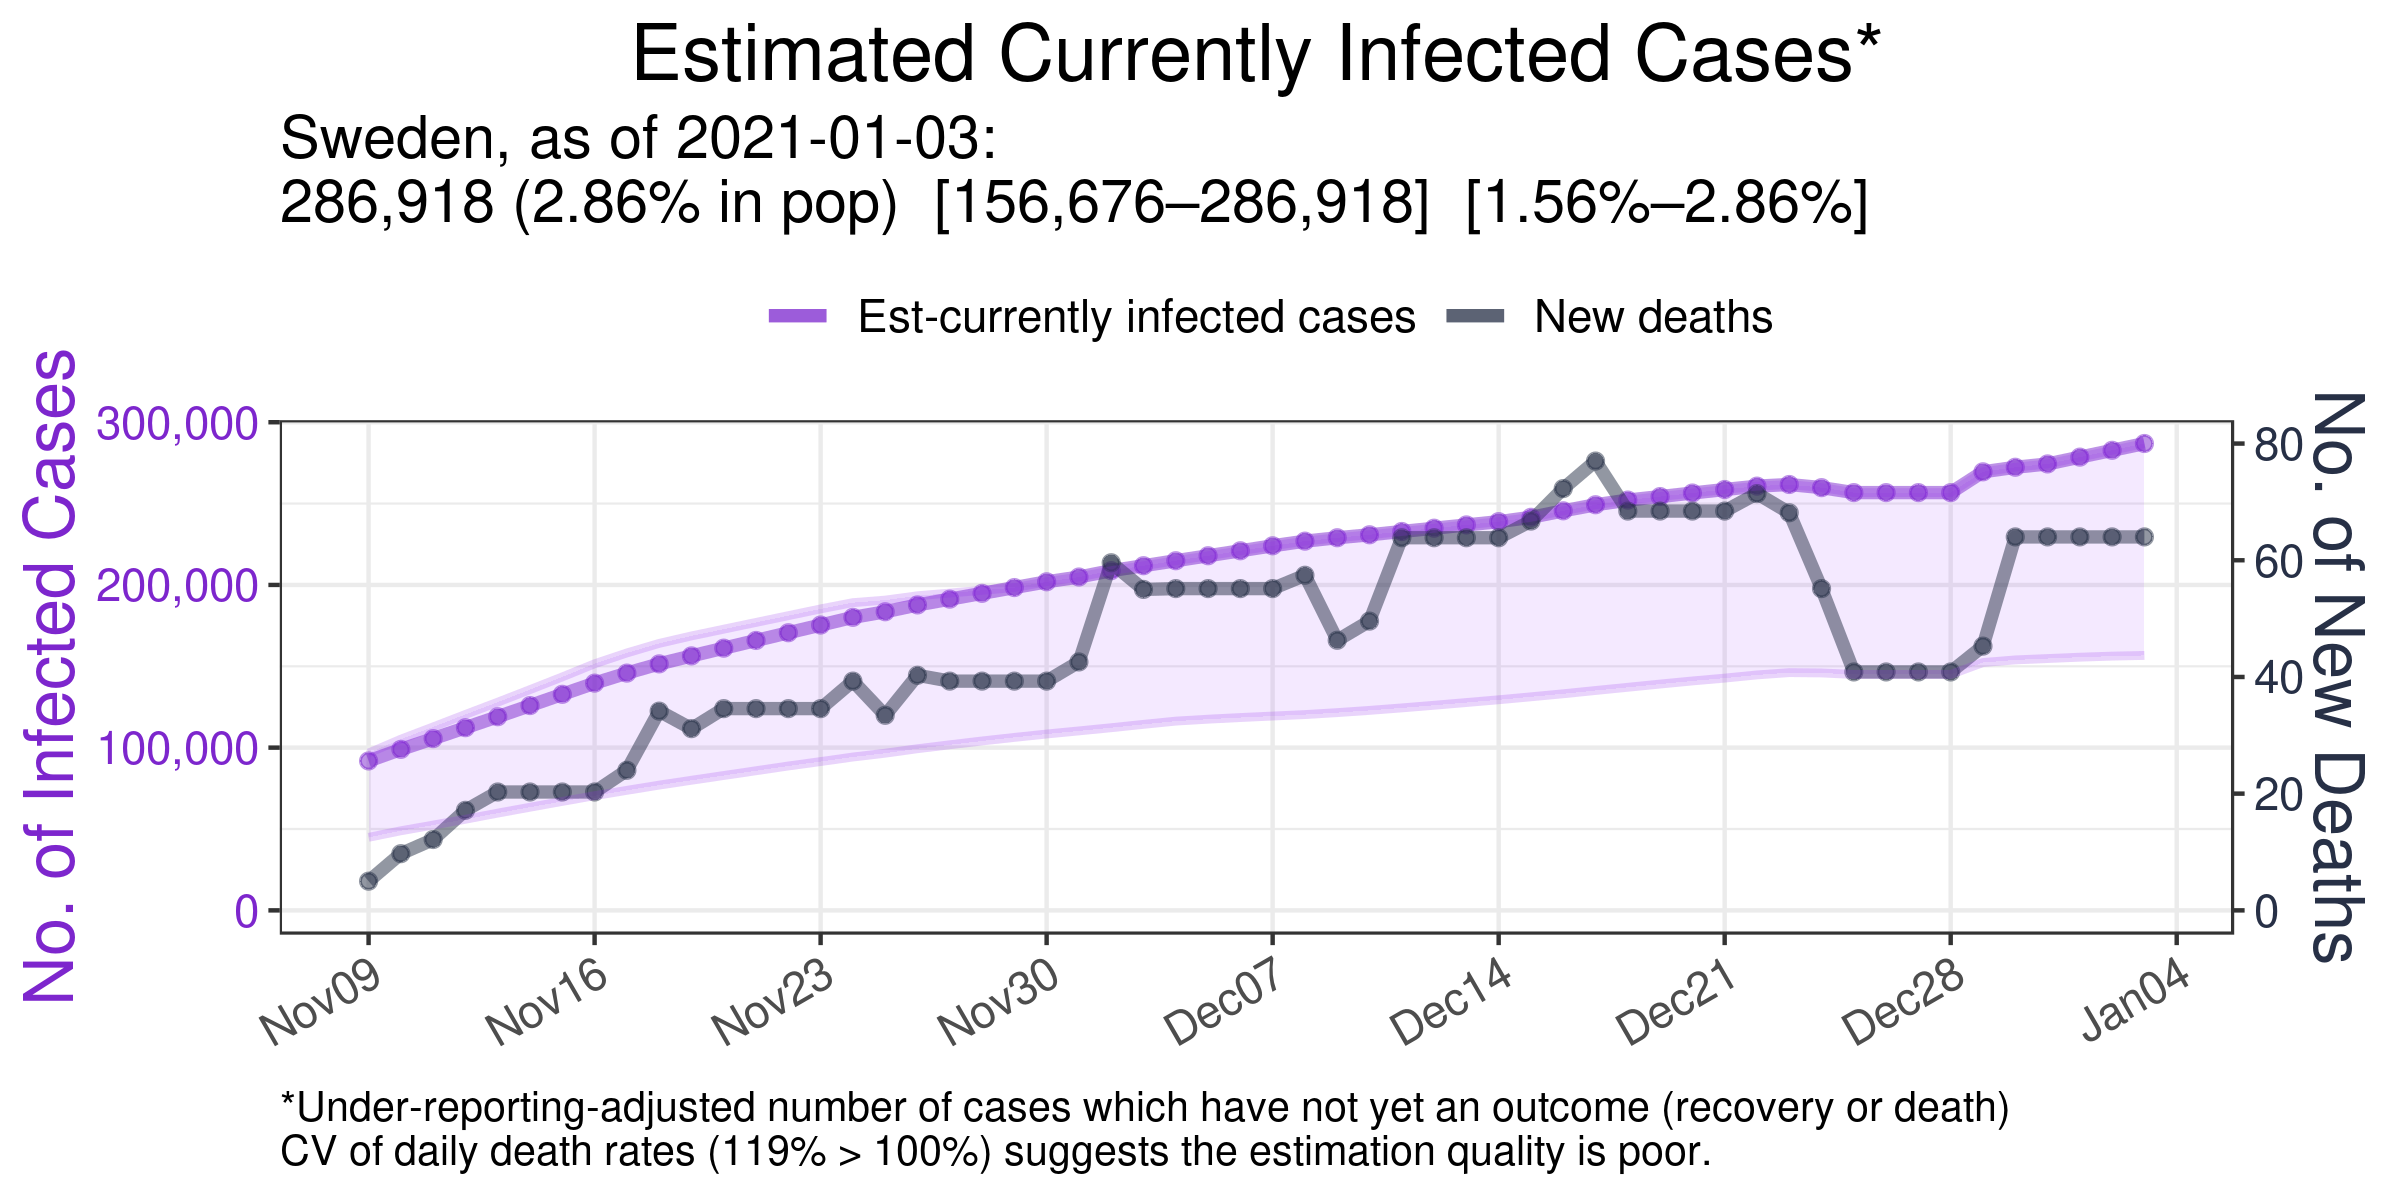 Estimated Currently Infected Cases*
Sweden, as of 2021-01-03:
286,918 (2.86% in pop)  [156,676–286,918]  [1.56%–2.86%]
Est-currently infected cases
New deaths
No. of Infected Cases
300,000
200,000
100,000
0
80
60
40
20
0
No. of New Deaths
Nov09
Nov16
Nov23
Nov30
Dec07
Dec14
Dec21
Dec28
Jan04
*Under-reporting-adjusted number of cases which have not yet an outcome (recovery or death)
CV of daily death rates (119% > 100%) suggests the estimation quality is poor.